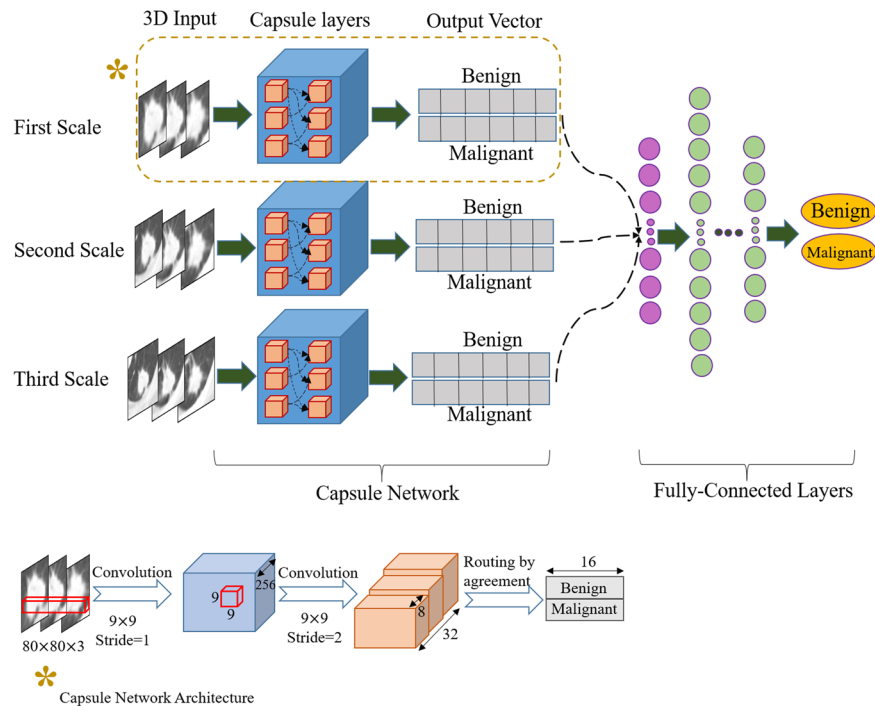 3D Input
Capsule layers
Output Vector
*
First Scale
Benign
Malignant
Second Scale
Benign
Malignant
Third Scale
Benign
Malignant
Benign
Malignant
Capsule Network
Fully-Connected Layers
80×80×3
Convolution
9×9
Stride=1
256
9
9
Convolution
9×9
Stride=2
8
32
Routing by
agreement
16
Benign
Malignant
*
Capsule Network Architecture